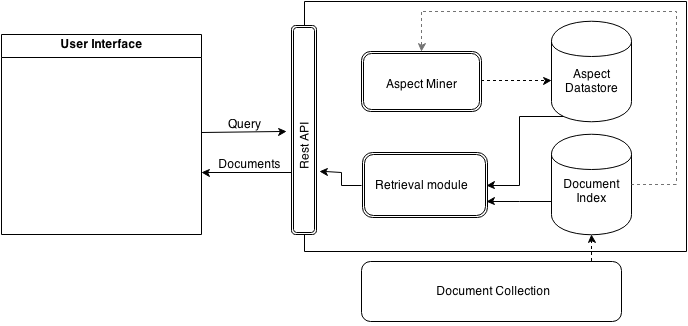 User Interface
Query
Documents
Rest API
Aspect Miner
Aspect
Datastore
Retrieval module
Document
Index
Document Collection